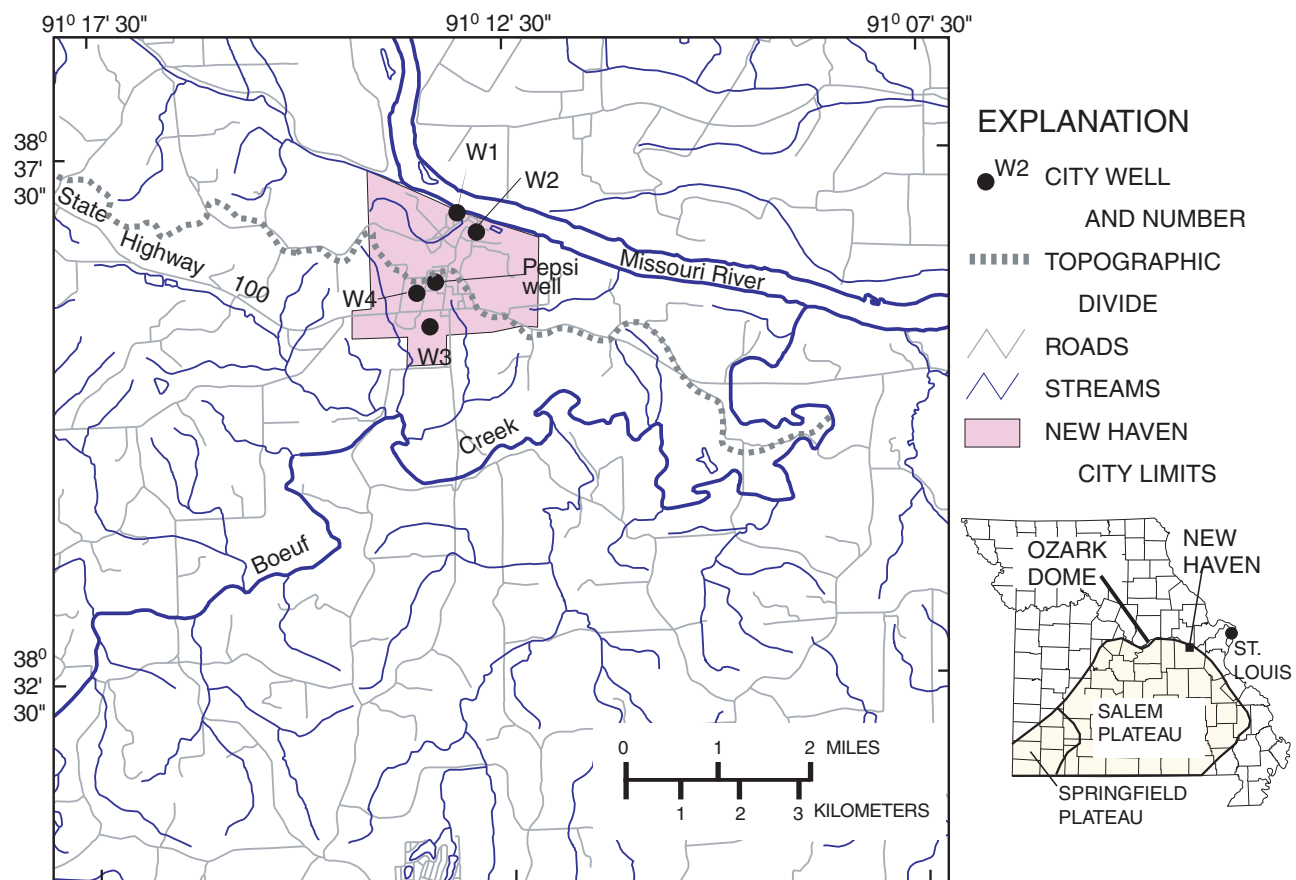 91⁰ 17' 30"
91⁰ 12' 30"
91⁰ 07' 30"
38⁰
37'
30"
W1
W2
State
Highway
100
Missouri River
Pepsi
well
W4
W3
Creek
Boeuf
38⁰
32'
30"
0 1 2 MILES
1 2 3 KILOMETERS
EXPLANATION
W2 CITY WELL
AND NUMBER
TOPOGRAPHIC
DIVIDE
ROADS
STREAMS
NEW HAVEN
CITY LIMITS
OZARK
DOME
NEW
HAVEN
ST.
LOUIS
SALEM
PLATEAU
SPRINGFIELD
PLATEAU